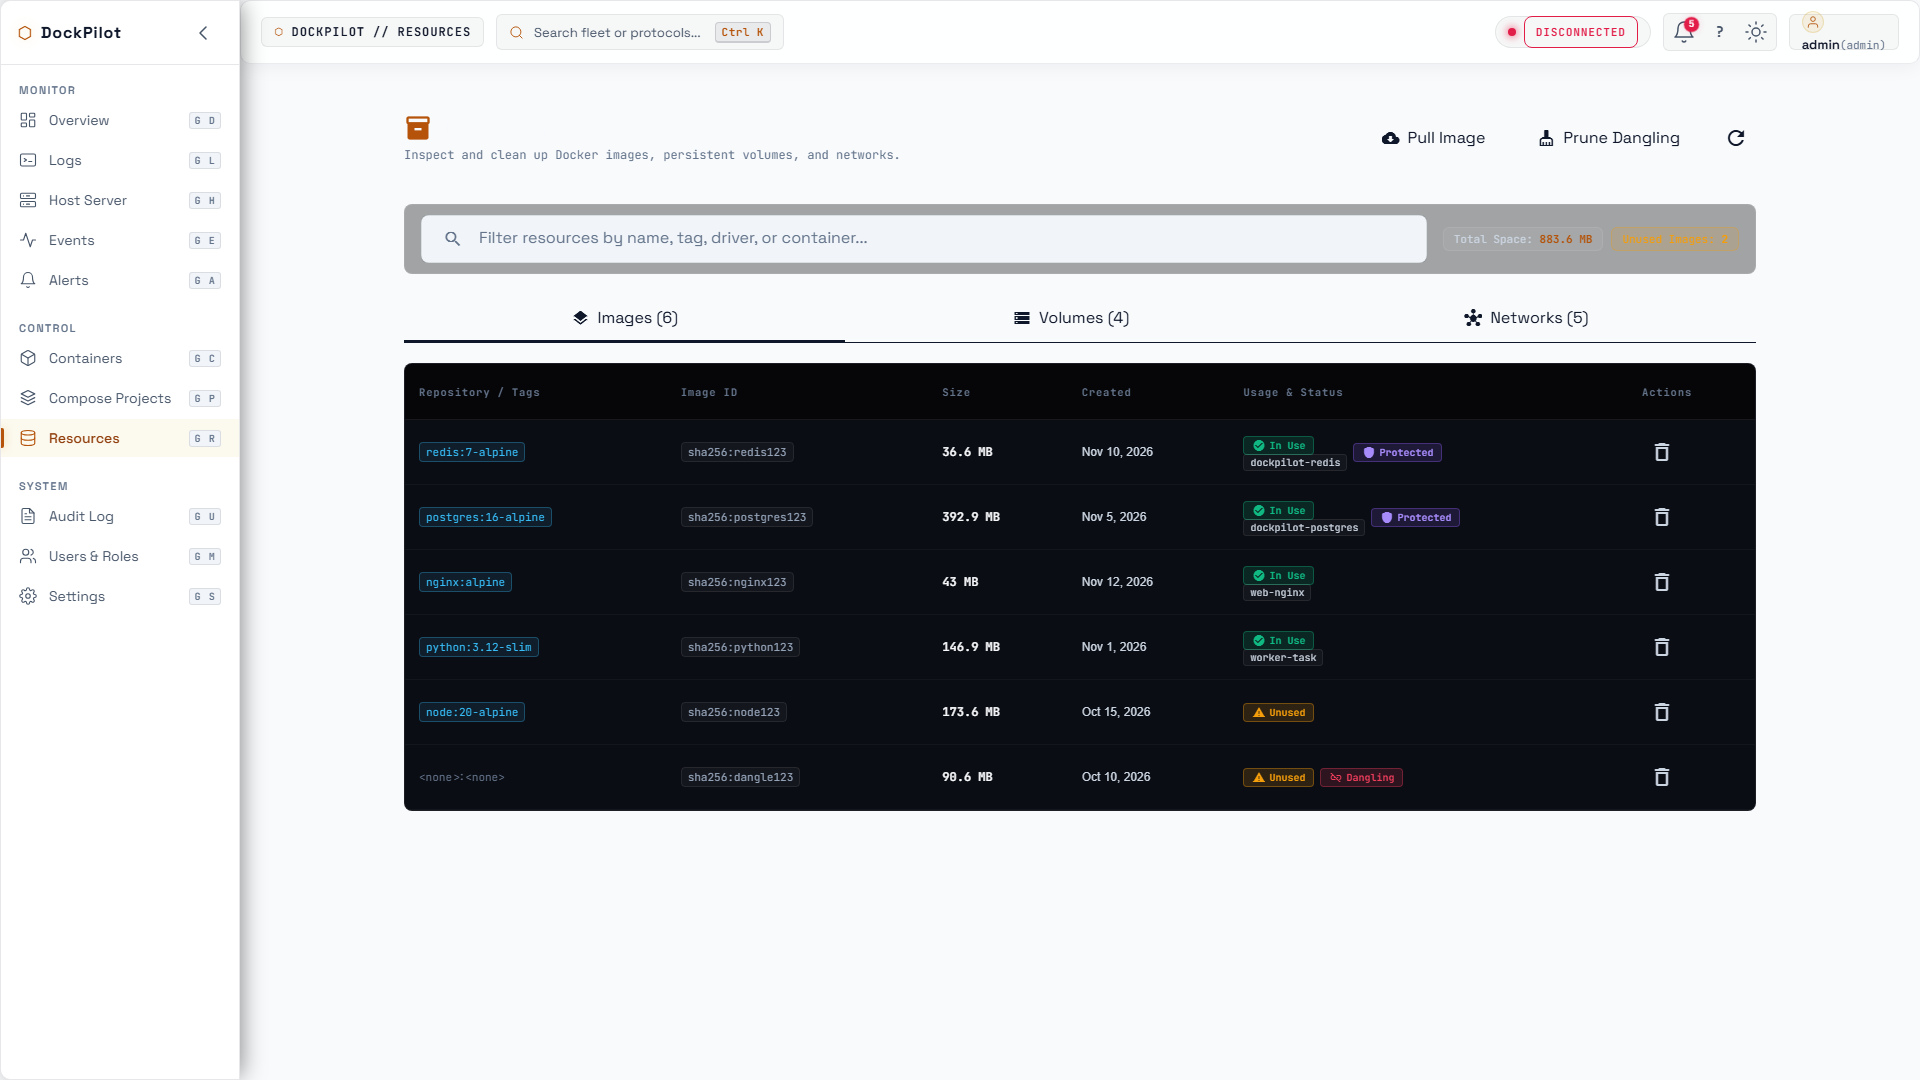 DockPilot
DOCKPILOT // RESOURCES
Search fleet or protocols...
Ctrl K
DISCONNECTED
5
?
admin(admin)
MONITOR
Overview G D
Logs G L
Host Server G H
Events G E
Alerts G A
CONTROL
Containers G C
Compose Projects G P
Resources G R
SYSTEM
Audit Log G U
Users & Roles G M
Settings G S
Inspect and clean up Docker images, persistent volumes, and networks.
Pull Image
Prune Dangling
Filter resources by name, tag, driver, or container...
Total Space: 883.6 MB
Images (6)
Volumes (4)
Networks (5)
Repository / Tags Image ID Size Created Usage & Status Actions
redis:7-alpine sha256:redis123 36.6 MB Nov 10, 2026 In Use dockpilot-redis Protected
postgres:16-alpine sha256:postgres123 392.9 MB Nov 5, 2026 In Use dockpilot-postgres Protected
nginx:alpine sha256:nginx123 43 MB Nov 12, 2026 In Use web-nginx
python:3.12-slim sha256:python123 146.9 MB Nov 1, 2026 In Use worker-task
node:20-alpine sha256:node123 173.6 MB Oct 15, 2026 Unused
<none>:<none> sha256:dangle123 90.6 MB Oct 10, 2026 Unused Dangling